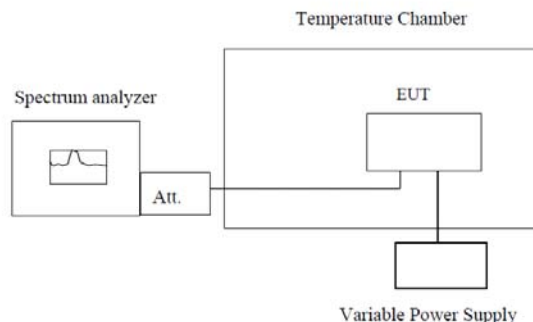 Temperature Chamber
Spectrum analyzer
EUT
Att.
Variable Power Supply